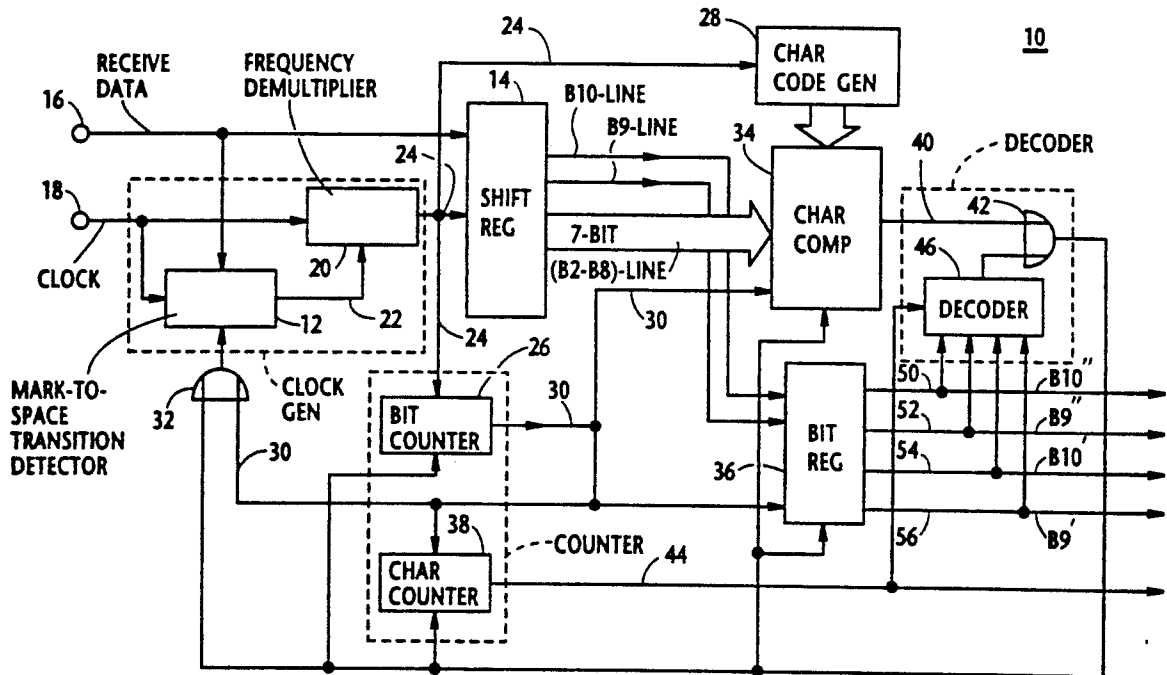 10
28
24
CHAR
CODE GEN
RECEIVE
DATA
FREQUENCY
DEMULTIPLIER
14
B10-LINE
B9-LINE
16
34
DECODER
24
40
42
18
SHIFT
REG
CHAR
COMP
7-BIT
(B2-B8)-LINE
20
46
CLOCK
12
22
30
DECODER
24
26
MARK-TO-
SPACE
TRANSITION
DETECTOR
32
CLOCK
GEN
30
BIT
COUNTER
30
50
B10''
52
B9''
BIT
REG
36
54
B10'
56
B9'
38
COUNTER
CHAR
COUNTER
44